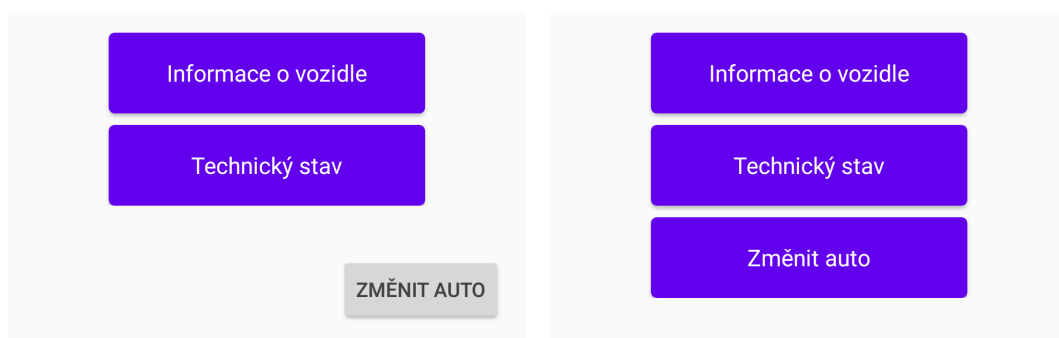 Informace o vozidle
Technický stav
ZMĚNIT AUTO
Informace o vozidle
Technický stav
Změnit auto